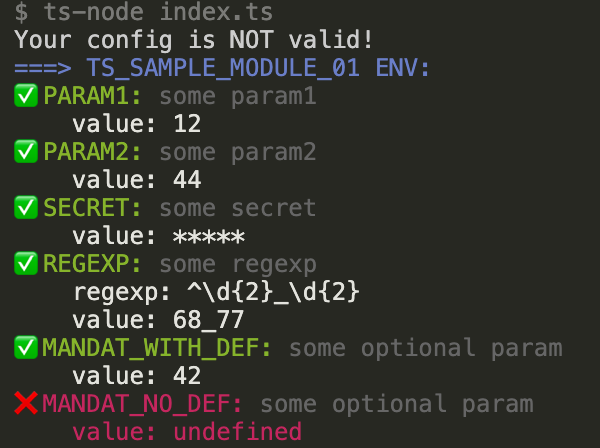 $ ts-node index.ts
Your config is NOT valid!
===> TS_SAMPLE_MODULE_01 ENV:
✅PARAM1: some param1
value: 12
✅PARAM2: some param2
value: 44
✅SECRET: some secret
value: *****
✅REGEXP: some regexp
regexp: ^\d{2}_\d{2}
value: 68_77
✅MANDAT_WITH_DEF: some optional param
value: 42
❌MANDAT_NO_DEF: some optional param
value: undefined